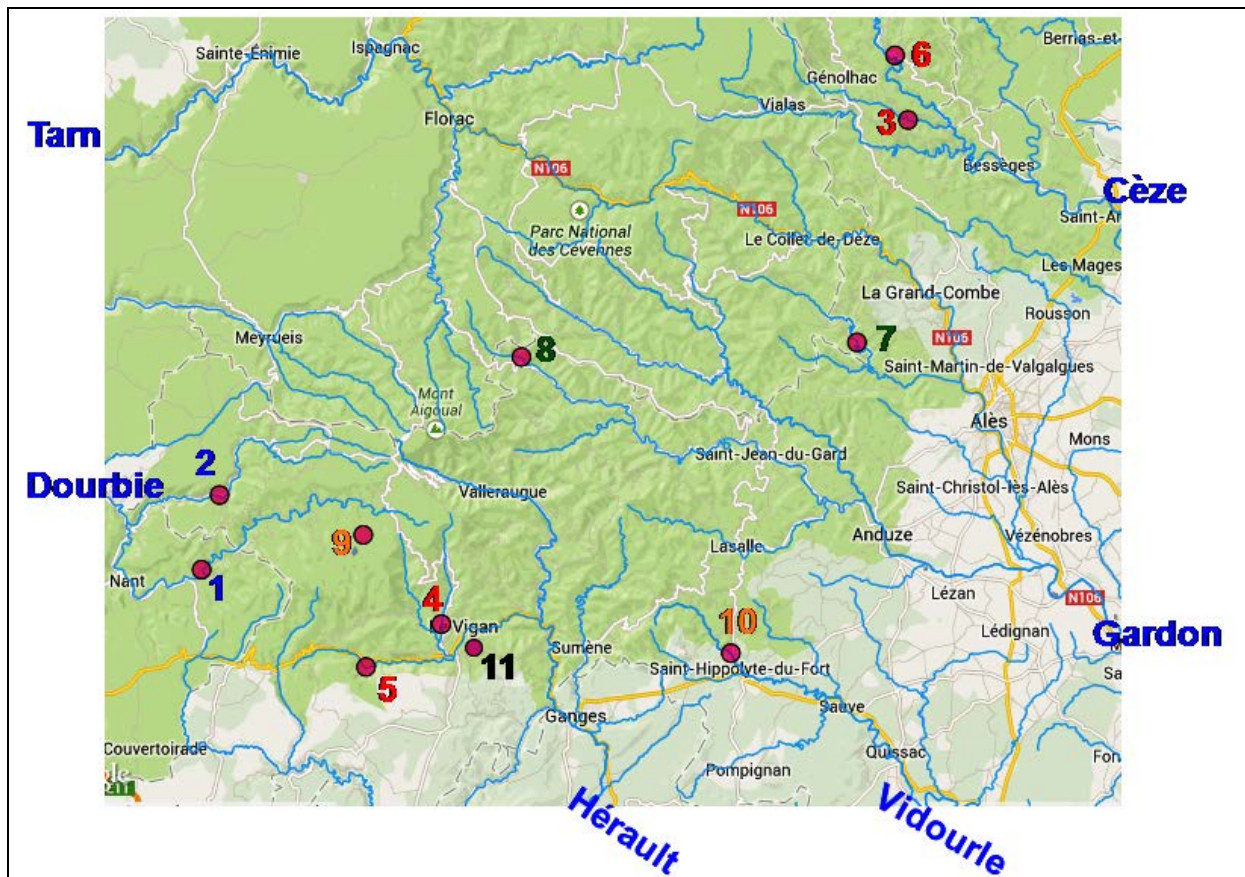 Sainte-Énimie
Ispagnac
Berrias-et
6
Génolhac
Vialas
3
Tarn
Florac
N106
Bessèges
Cèze
Parc National
des Cévennes
N106
Saint-Ar
Le Collet-de-Dèze
Les Mages
La Grand-Combe
Rousson
Meyrueis
8
7
N106
Saint-Martin-de-Valgalgues
Mont
Aigoual
Alès
Mons
2
Saint-Jean-du-Gard
Dourbie
Valleraugue
Saint-Christol-lès-Alès
9
Anduze
Vézénobres
Lasalle
Nant
1
Lézan
N106
4
10
Lédignan
Gardon
Vigan
Sumène
11
Saint-Hippolyte-du-Fort
Sa
5
Sauve
Ganges
Couvertoirade
Quissac
Pompignan
Fon
Hérault
Vidourle